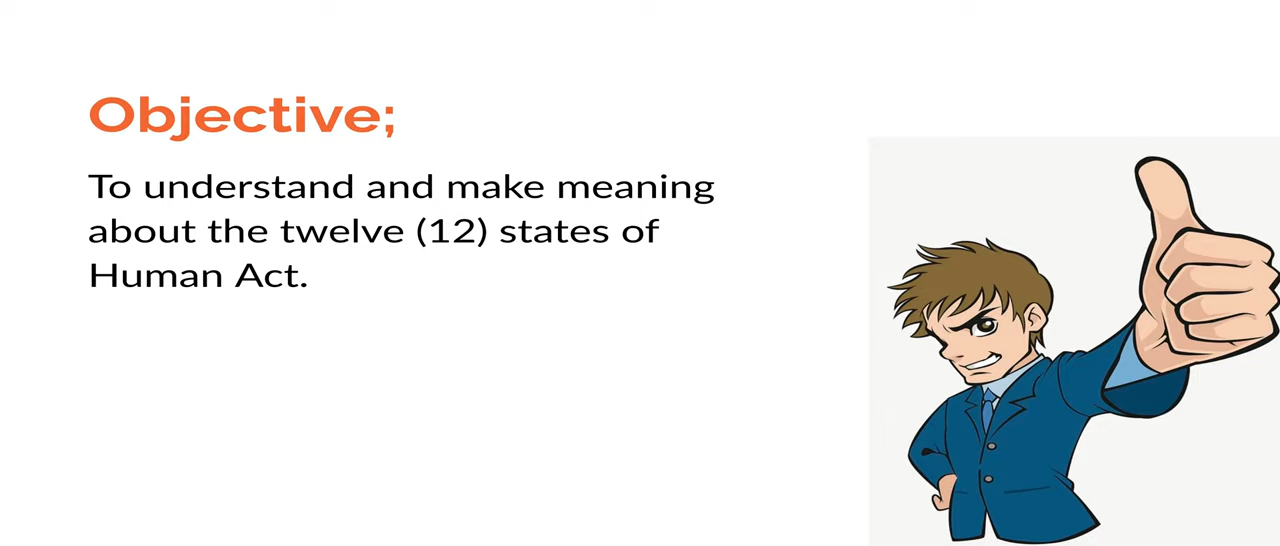 Objective;
To understand and make meaning
about the twelve (12) states of
Human Act.